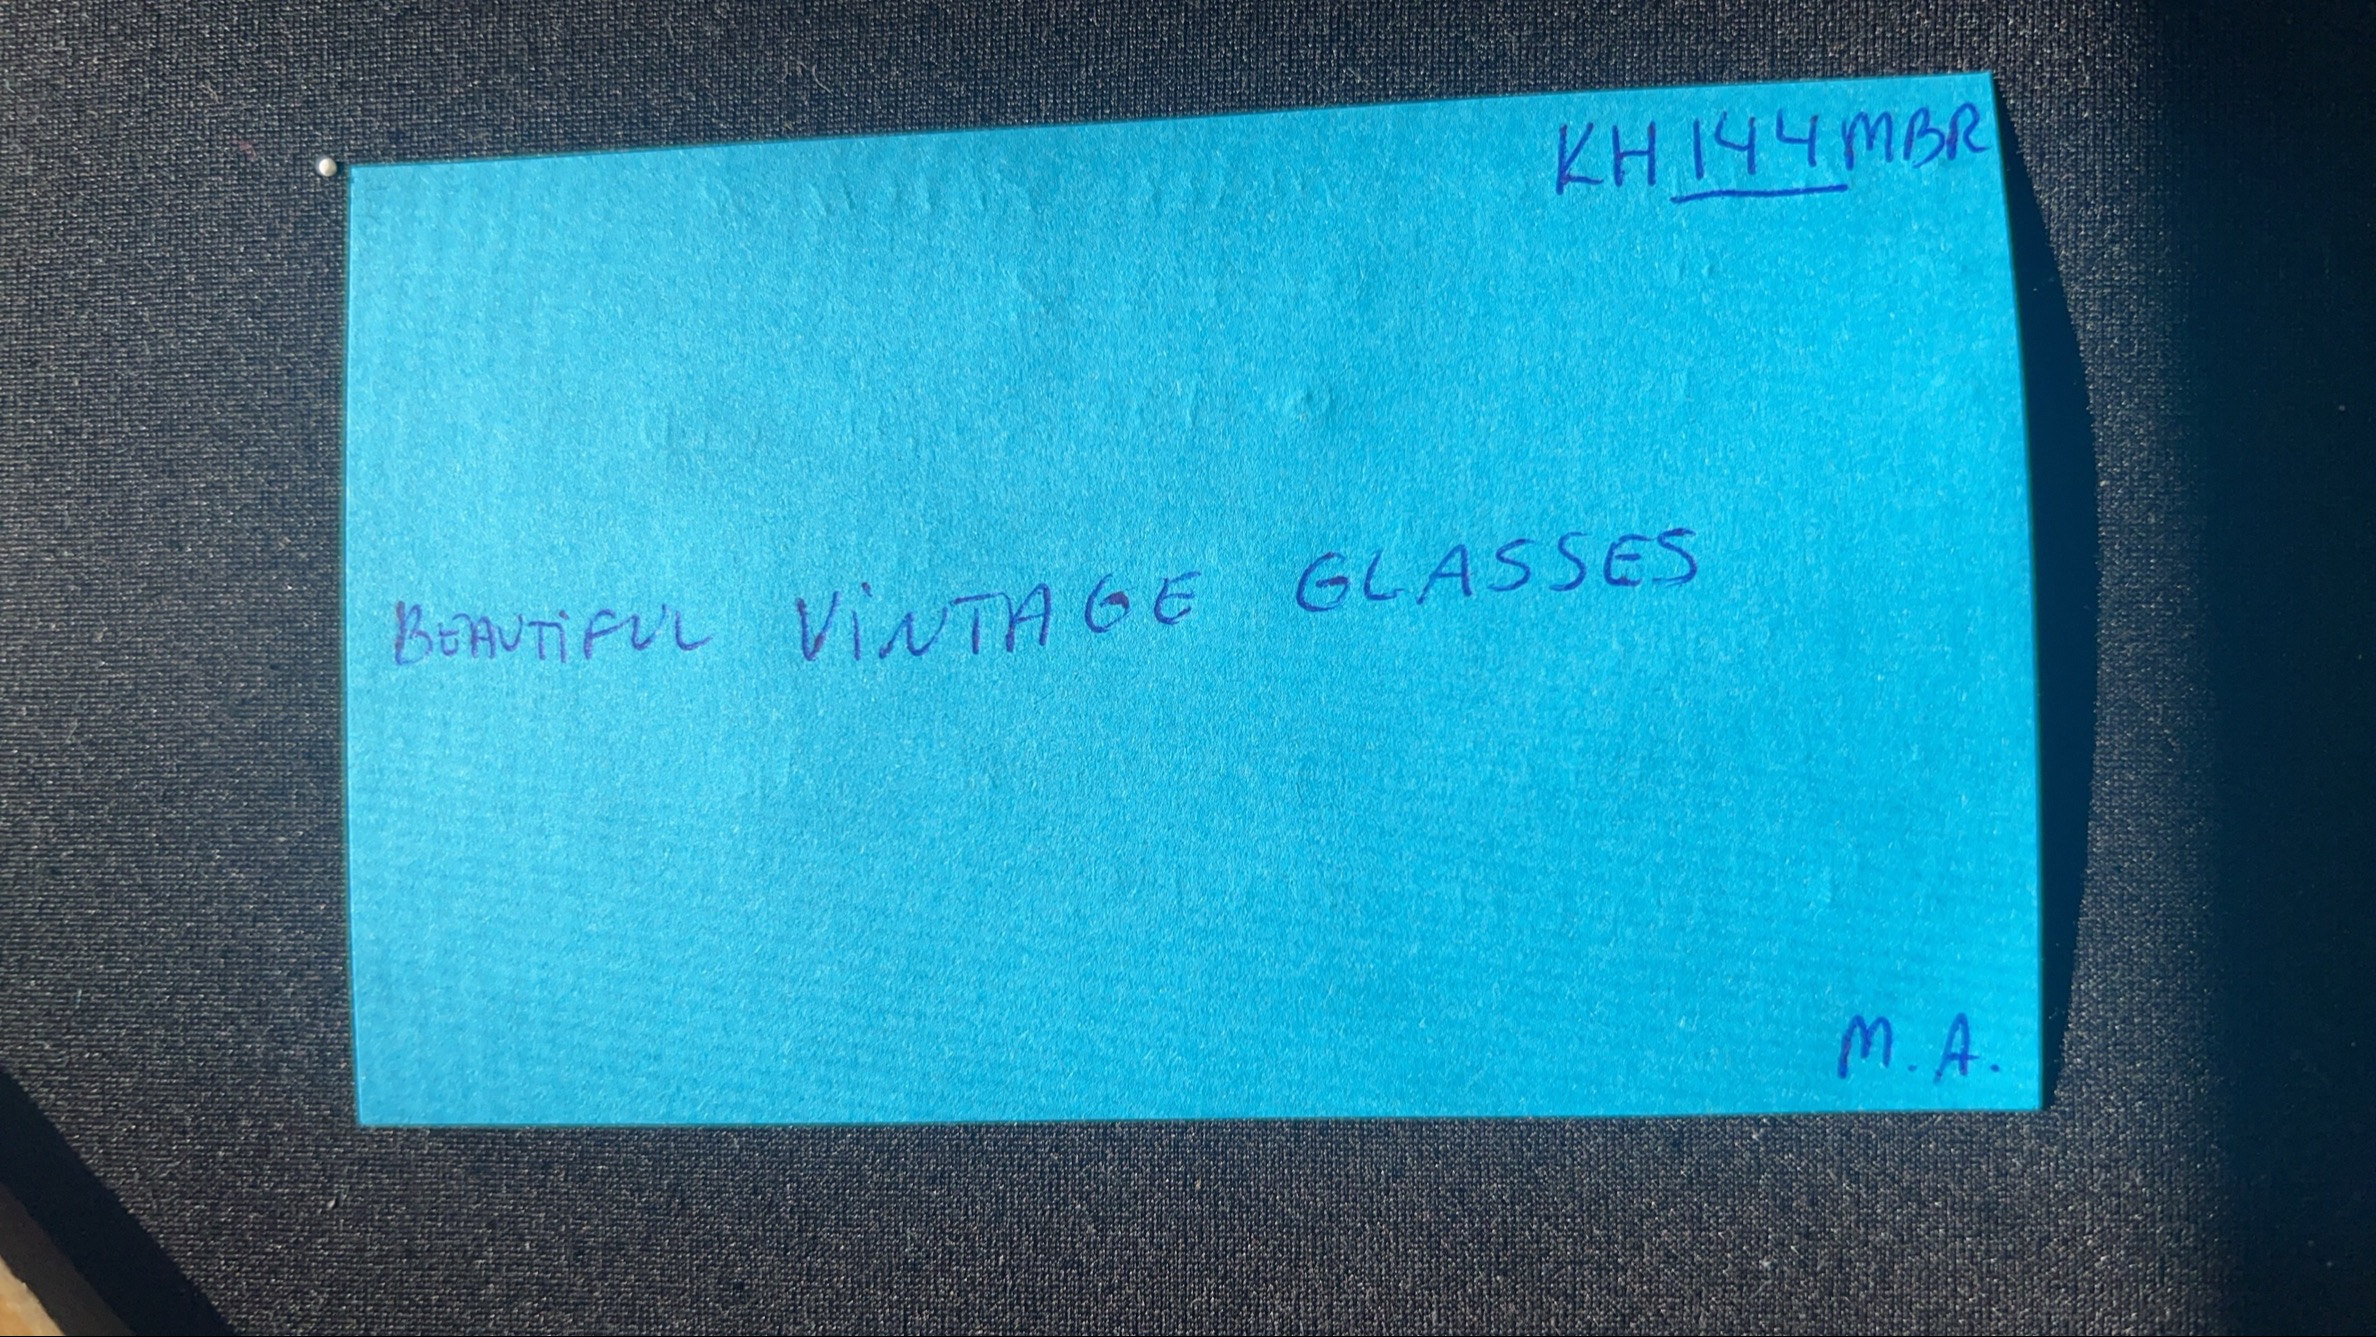 KH144MBR
BEAUTiFUL ViNTAGE GLASSES
M.A.